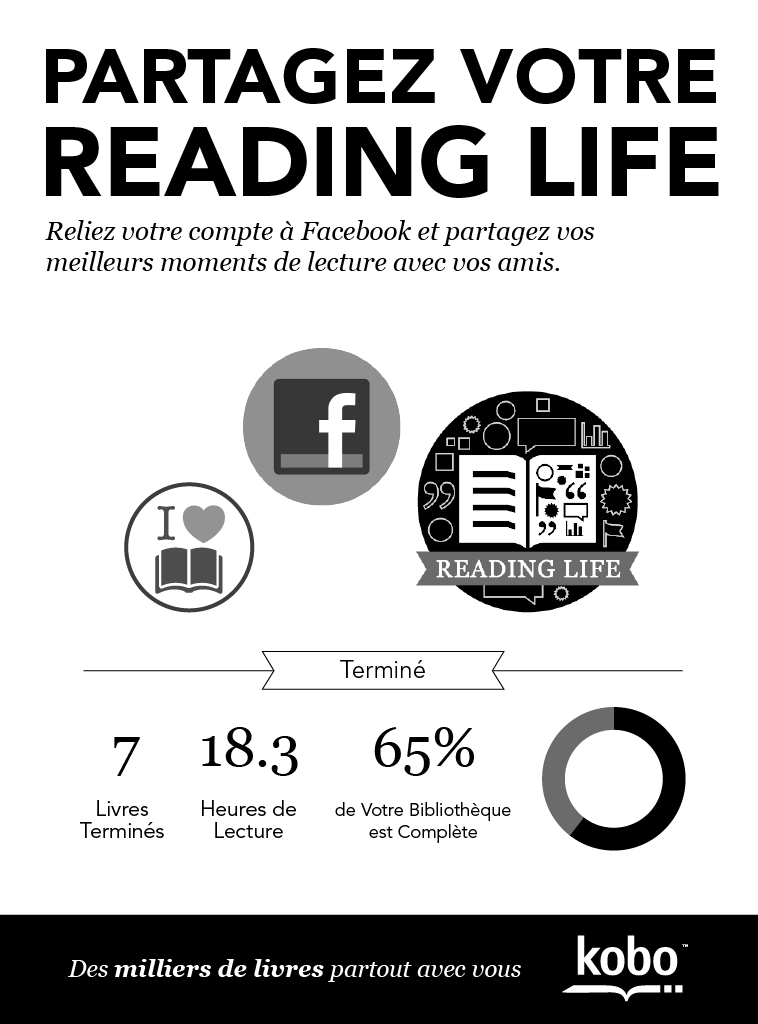 PARTAGEZ VOTRE
READING LIFE
Reliez votre compte à Facebook et partagez vos
meilleurs moments de lecture avec vos amis.
f
I
READING LIFE
Terminé
7
Livres
Terminés
18.3
Heures de
Lecture
65%
de Votre Bibliothèque
est Complète
Des milliers de livres partout avec vous
kobo™